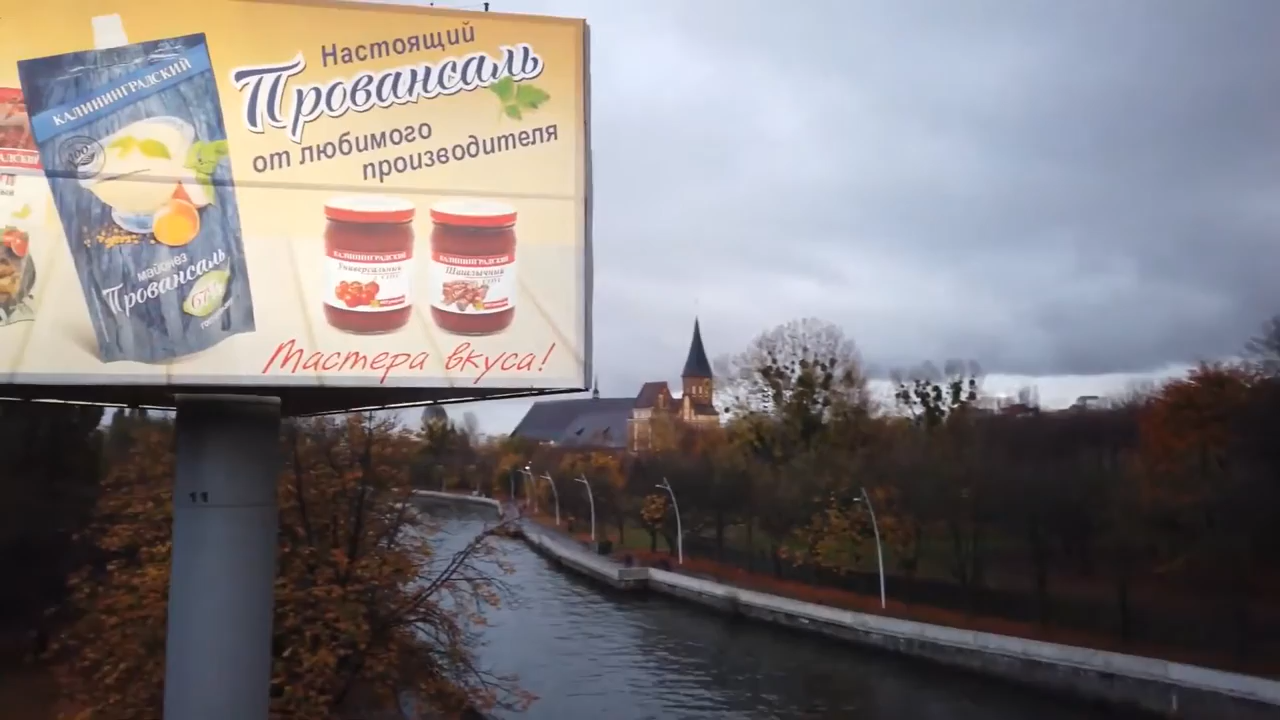 Настоящий
Провансаль
от любимого
производителя
КАЛИНИНГРАДСКИЙ
майонез
Провансаль
67%
КАЛИНИНГРАДСКИЙ
Универсальный
КАЛИНИНГРАДСКИЙ
Шашлычный
Мастера вкуса!
11